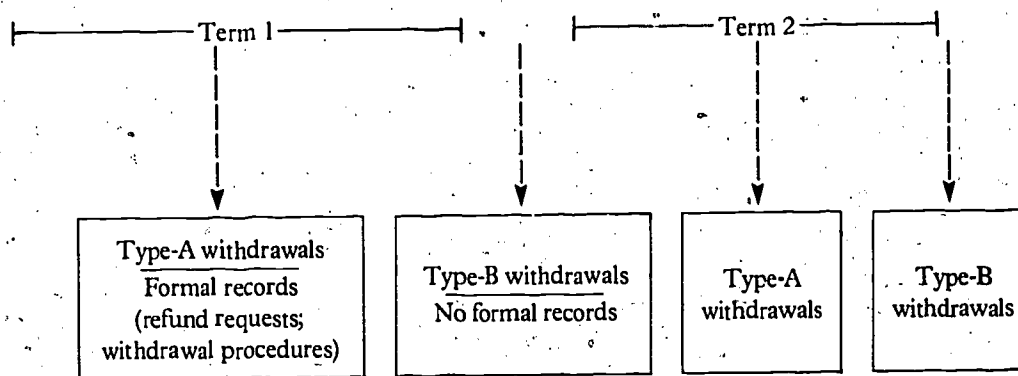 Term 1
Term 2
Type-A withdrawals
Formal records
(refund requests;
withdrawal procedures)
Type-B withdrawals
No formal records
Type-A
withdrawals
Type-B
withdrawals